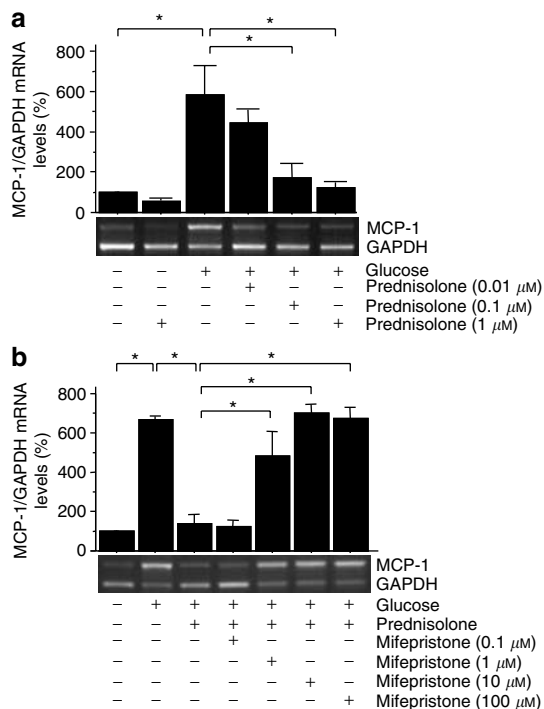 a
* 
*
*
MCP-1/GAPDH mRNA
levels (%)
800
600
400
200
0
MCP-1
GAPDH
– – + + + + Glucose
– – – + – – Prednisolone (0.01 µM)
– – – – + – Prednisolone (0.1 µM)
– + – – – + Prednisolone (1 µM)
b
* * *
*
*
MCP-1/GAPDH mRNA
levels (%)
800
600
400
200
0
MCP-1
GAPDH
– + + + + + + Glucose
– – + + + + + Prednisolone
– – – + – – – Mifepristone (0.1 µM)
– – – – + – – Mifepristone (1 µM)
– – – – – + – Mifepristone (10 µM)
– – – – – – + Mifepristone (100 µM)